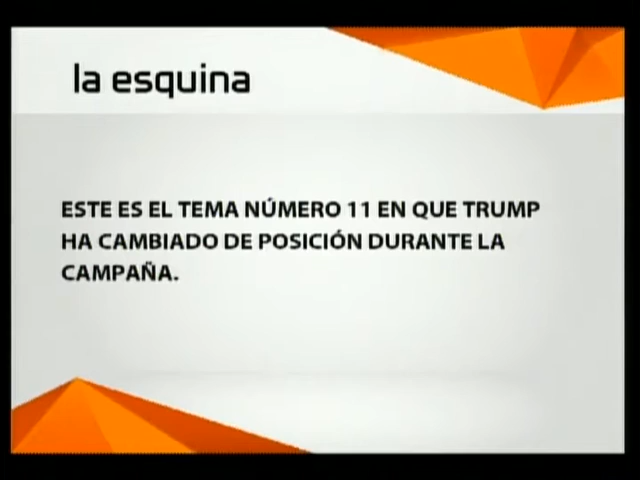 la esquina
ESTE ES EL TEMA NÚMERO 11 EN QUE TRUMP
HA CAMBIADO DE POSICIÓN DURANTE LA
CAMPAÑA.